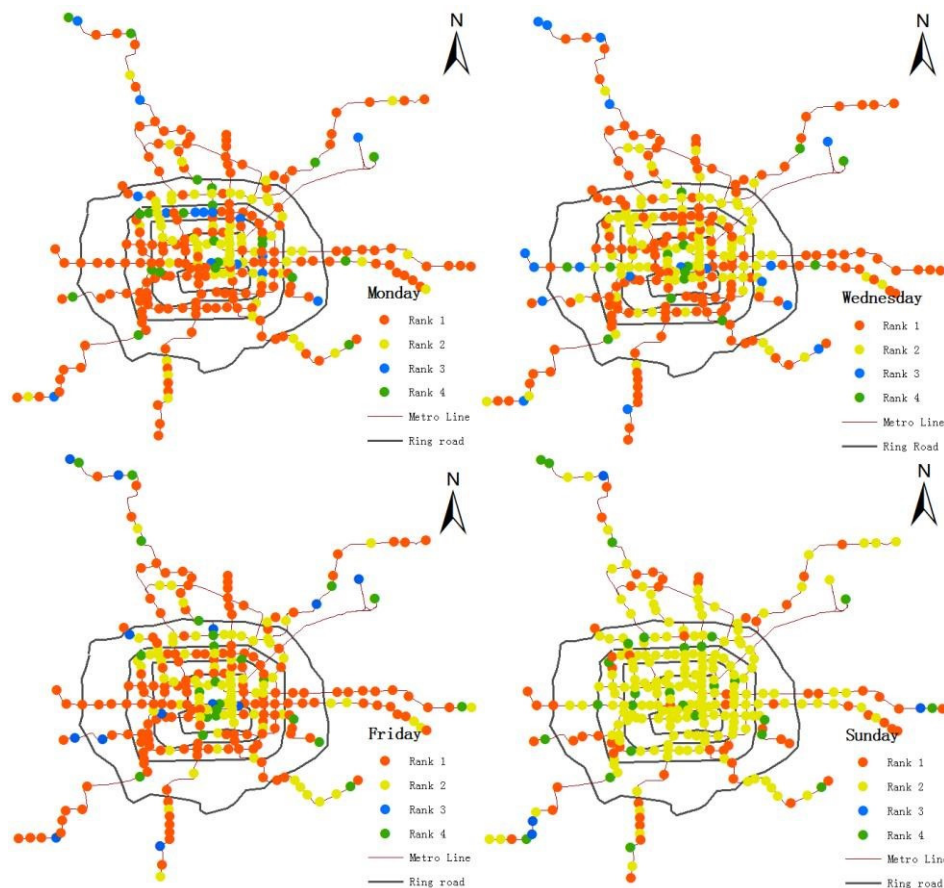 N
Monday
Rank 1
Rank 2
Rank 3
Rank 4
Metro Line
Ring road
N
Wednesday
Rank 1
Rank 2
Rank 3
Rank 4
Metro Line
Ring Road
N
Friday
Rank 1
Rank 2
Rank 3
Rank 4
Metro Line
Ring road
N
Sunday
Rank 1
Rank 2
Rank 3
Rank 4
Metro Line
Ring road